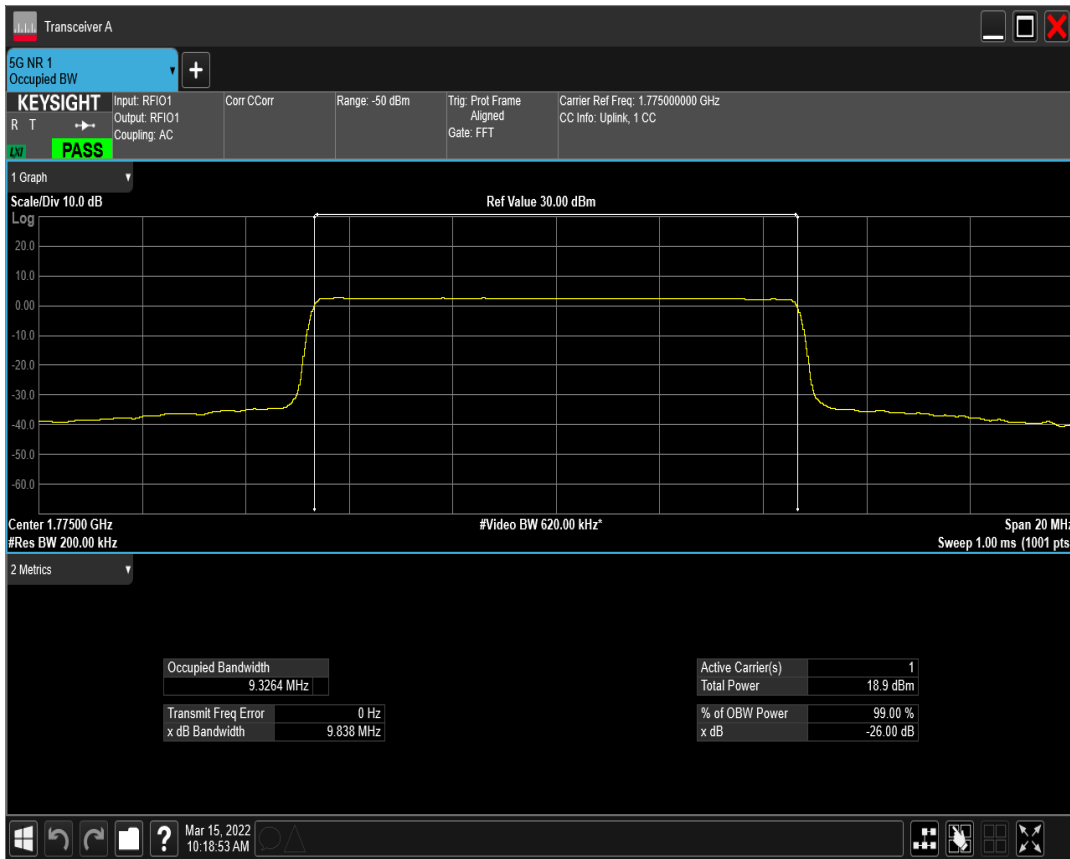 Transceiver A
5G NR 1
Occupied BW
KEYSIGHT
R T
LXI
PASS
Input: RFIO1
Output: RFIO1
Coupling: AC
Corr CCorr
Range: -50 dBm
Trig: Prot Frame
Aligned
Gate: FFT
Carrier Ref Freq: 1.775000000 GHz
CC Info: Uplink, 1 CC
1 Graph
Scale/Div 10.0 dB
Ref Value 30.00 dBm
Log
20.0
10.0
0.00
-10.0
-20.0
-30.0
-40.0
-50.0
-60.0
Center 1.77500 GHz
#Video BW 620.00 kHz*
Span 20 MHz
#Res BW 200.00 kHz
Sweep 1.00 ms (1001 pts
2 Metrics
Occupied Bandwidth
9.3264 MHz
Transmit Freq Error 0 Hz
x dB Bandwidth 9.838 MHz
Active Carrier(s) 1
Total Power 18.9 dBm
% of OBW Power 99.00 %
x dB -26.00 dB
?
Mar 15, 2022
10:18:53 AM